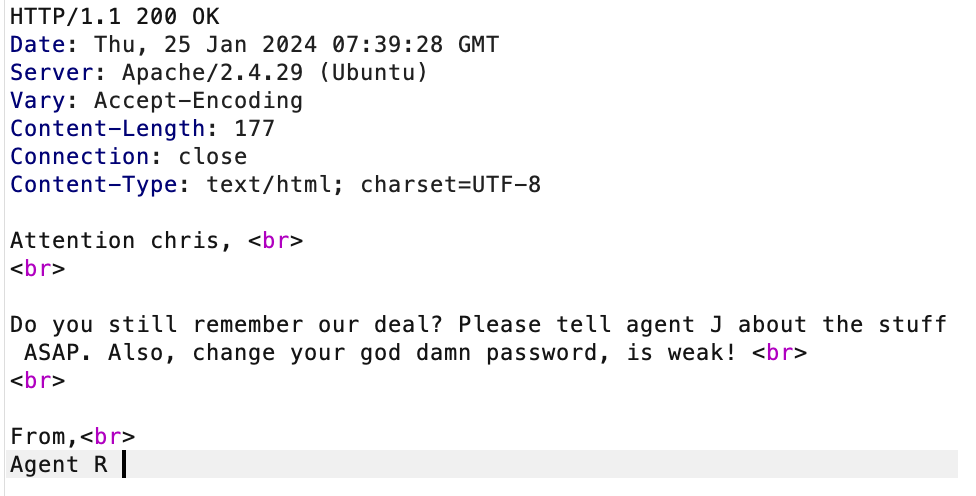 HTTP/1.1 200 OK
Date: Thu, 25 Jan 2024 07:39:28 GMT
Server: Apache/2.4.29 (Ubuntu)
Vary: Accept-Encoding
Content-Length: 177
Connection: close
Content-Type: text/html; charset=UTF-8
Attention chris, <br>
<br>
Do you still remember our deal? Please tell agent J about the stuff
ASAP. Also, change your god damn password, is weak! <br>
<br>
From,<br>
Agent R